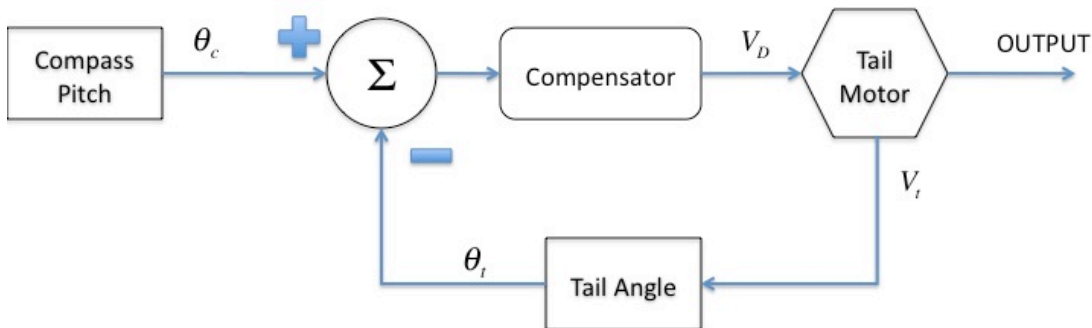 Compass
Pitch
θc
Σ
Compensator
VD
Tail
Motor
OUTPUT
Vt
θt
Tail Angle